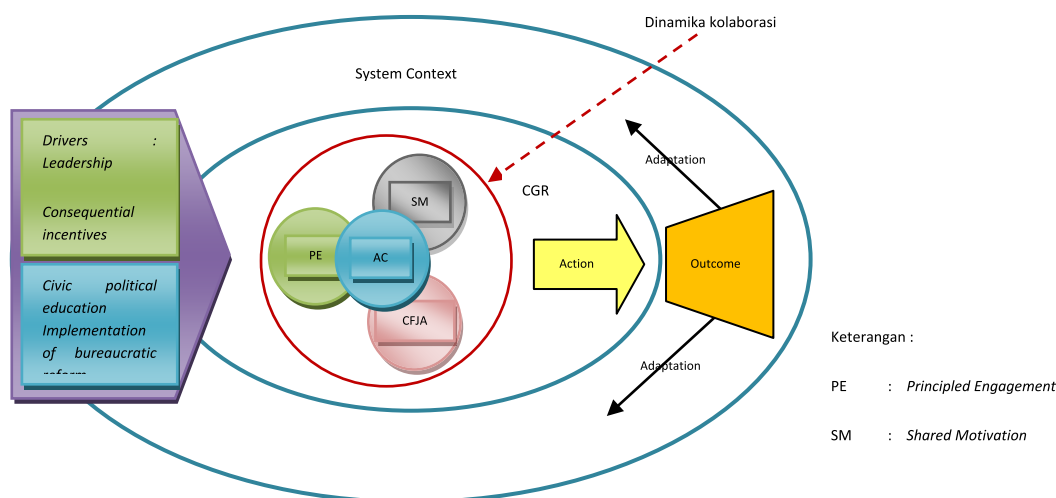 Dinamika kolaborasi
System Context
Drivers :
Leadership
Consequential
incentives
Civic political
education
Implementation
of bureaucratic
reform
SM
PE
AC
CFJA
CGR
Action
Outcome
Adaptation
Adaptation
Keterangan :
PE : Principled Engagement
SM : Shared Motivation